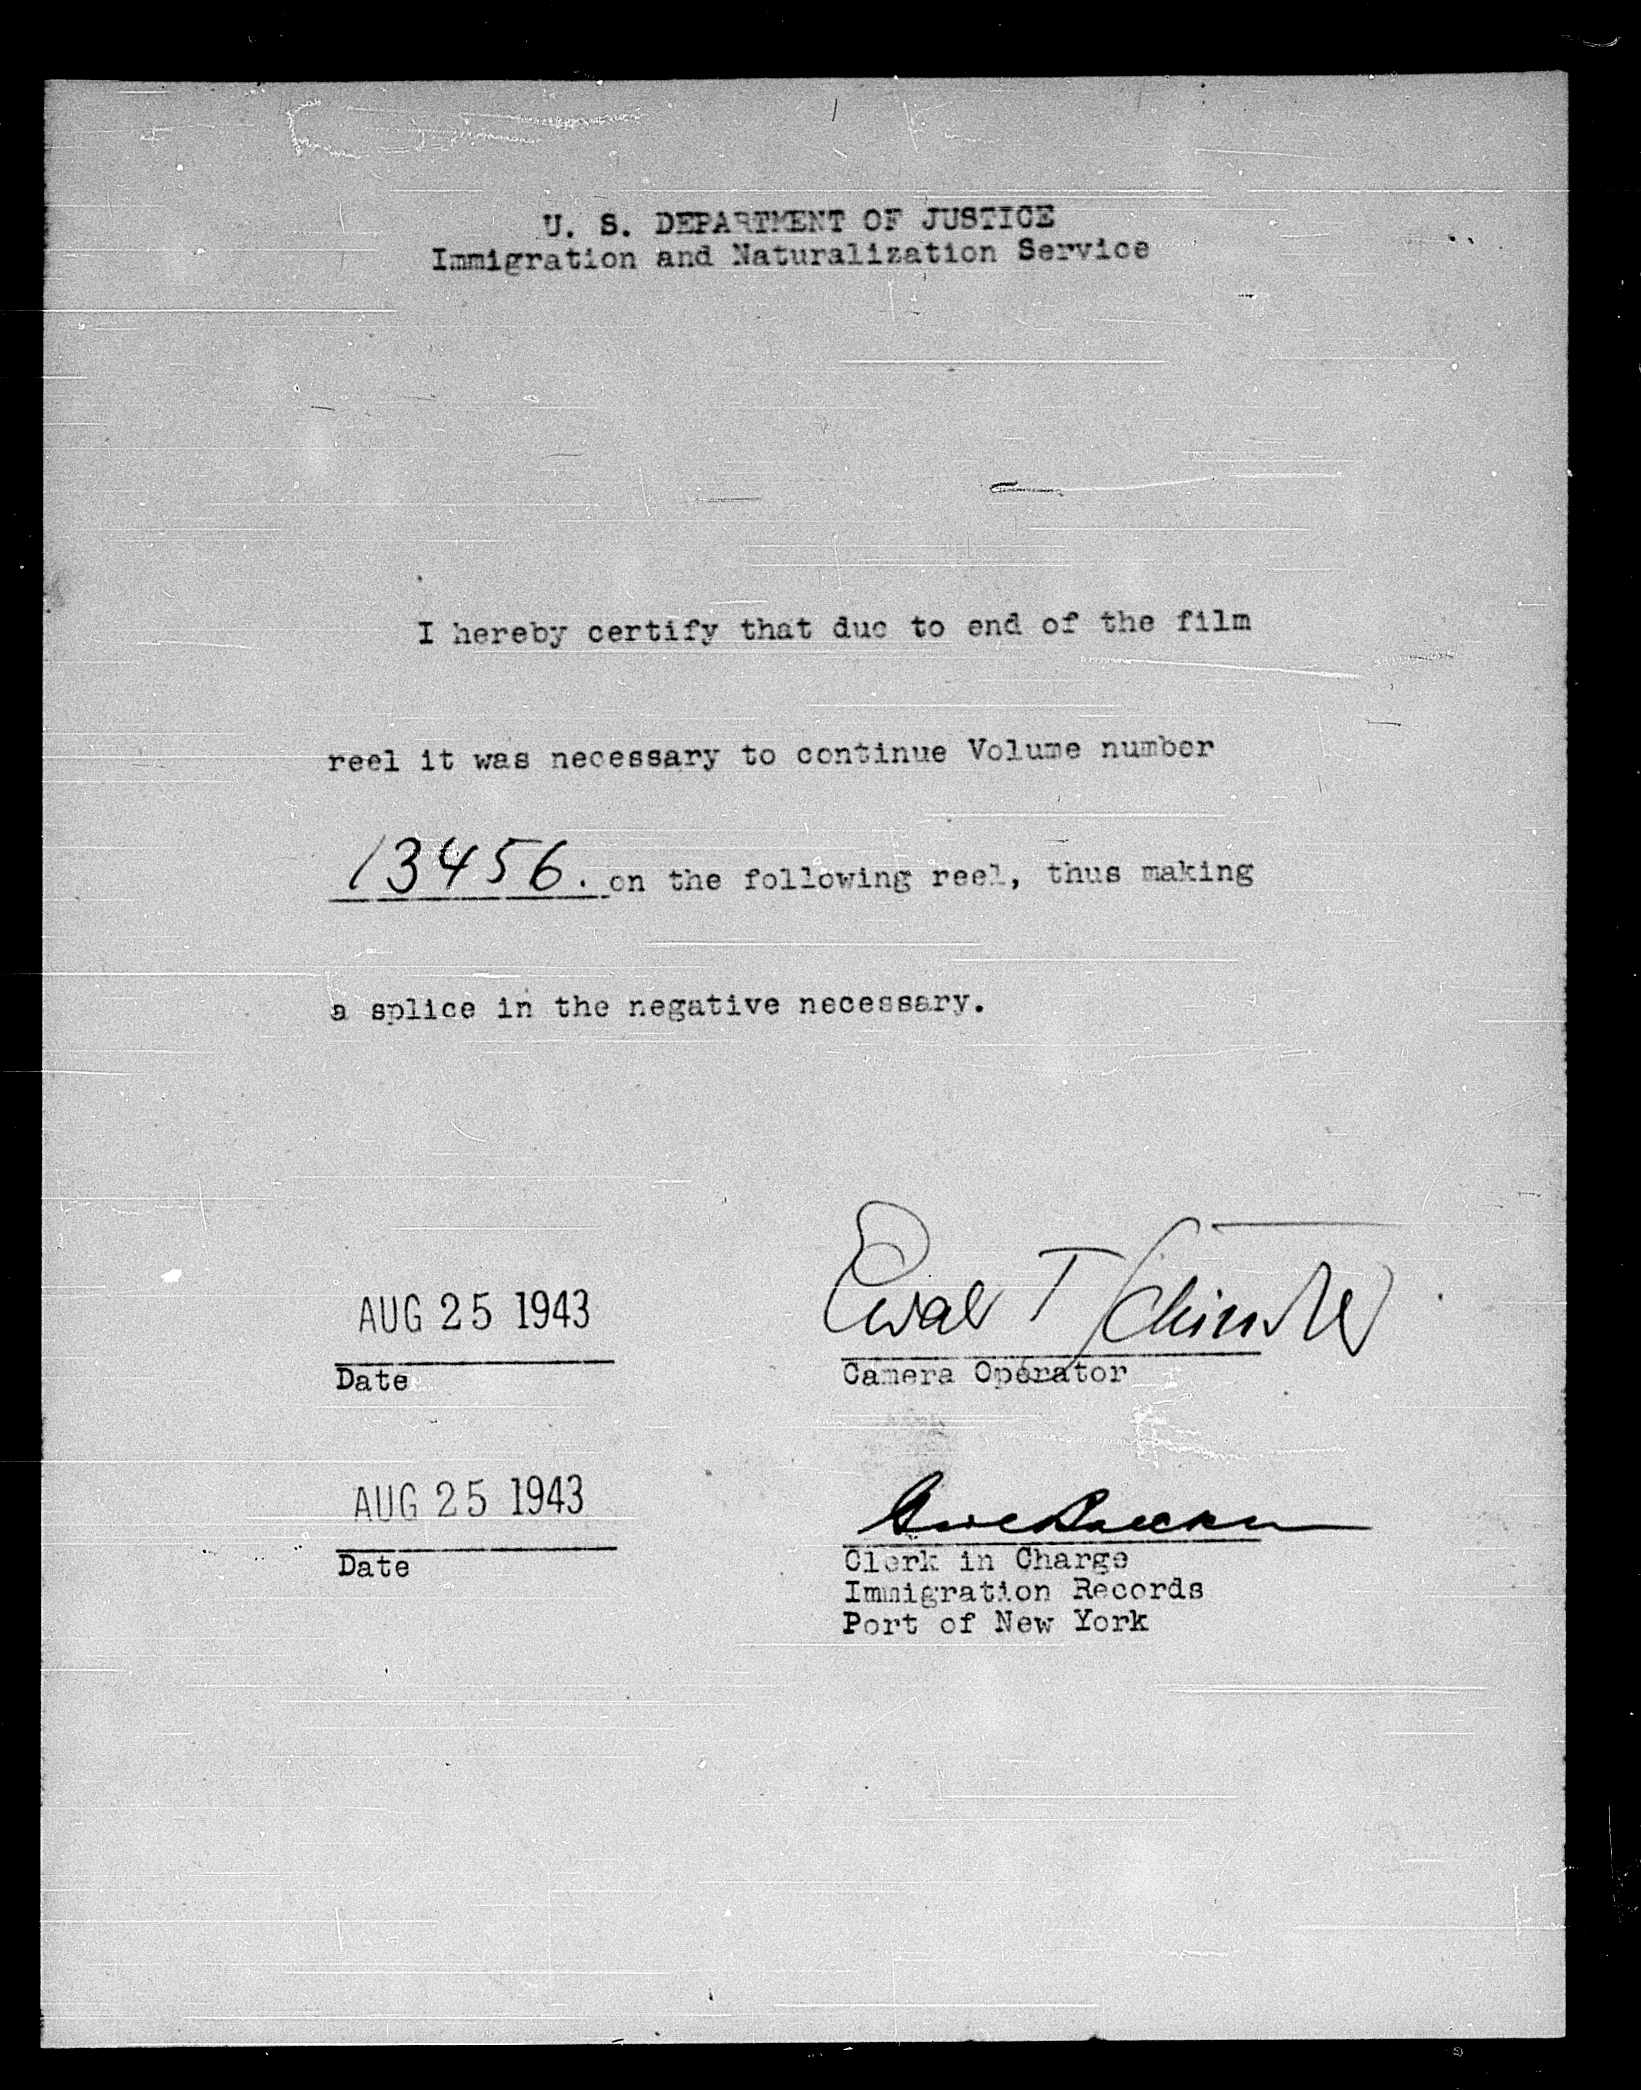 U. S. DEPARTMENT OF JUSTICE
Immigration and Naturalization Service
I hereby certify that due to end of the film
reel it was necessary to continue Volume number
13456. on the following reel, thus making
a splice in the negative necessary.
AUG 25 1943
Date
Camera Operator
AUG 25 1943
Date
Clerk in Charge
Immigration Records
Port of New York